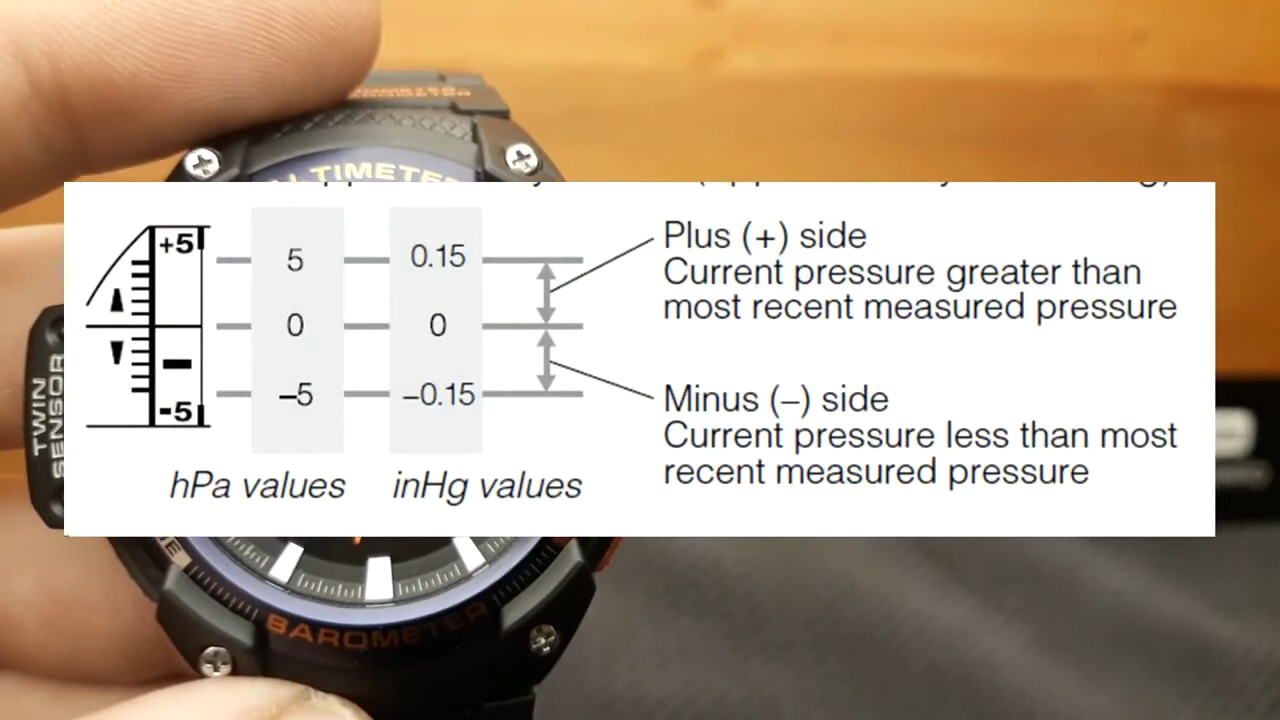 ALTIMETER
+5
5
0.15
0
0
-5
–5
–0.15
hPa values
inHg values
Plus (+) side
Current pressure greater than
most recent measured pressure
Minus (–) side
Current pressure less than most
recent measured pressure
TWIN
SENSOR
BAROMETER